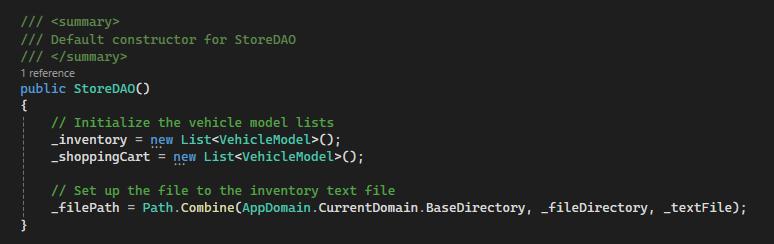 /// <summary>
/// Default constructor for StoreDAO
/// </summary>
1 reference
public StoreDAO()
{
// Initialize the vehicle model lists
_inventory = new List<VehicleModel>();
_shoppingCart = new List<VehicleModel>();
// Set up the file to the inventory text file
_filePath = Path.Combine(AppDomain.CurrentDomain.BaseDirectory, _fileDirectory, _textFile);
}